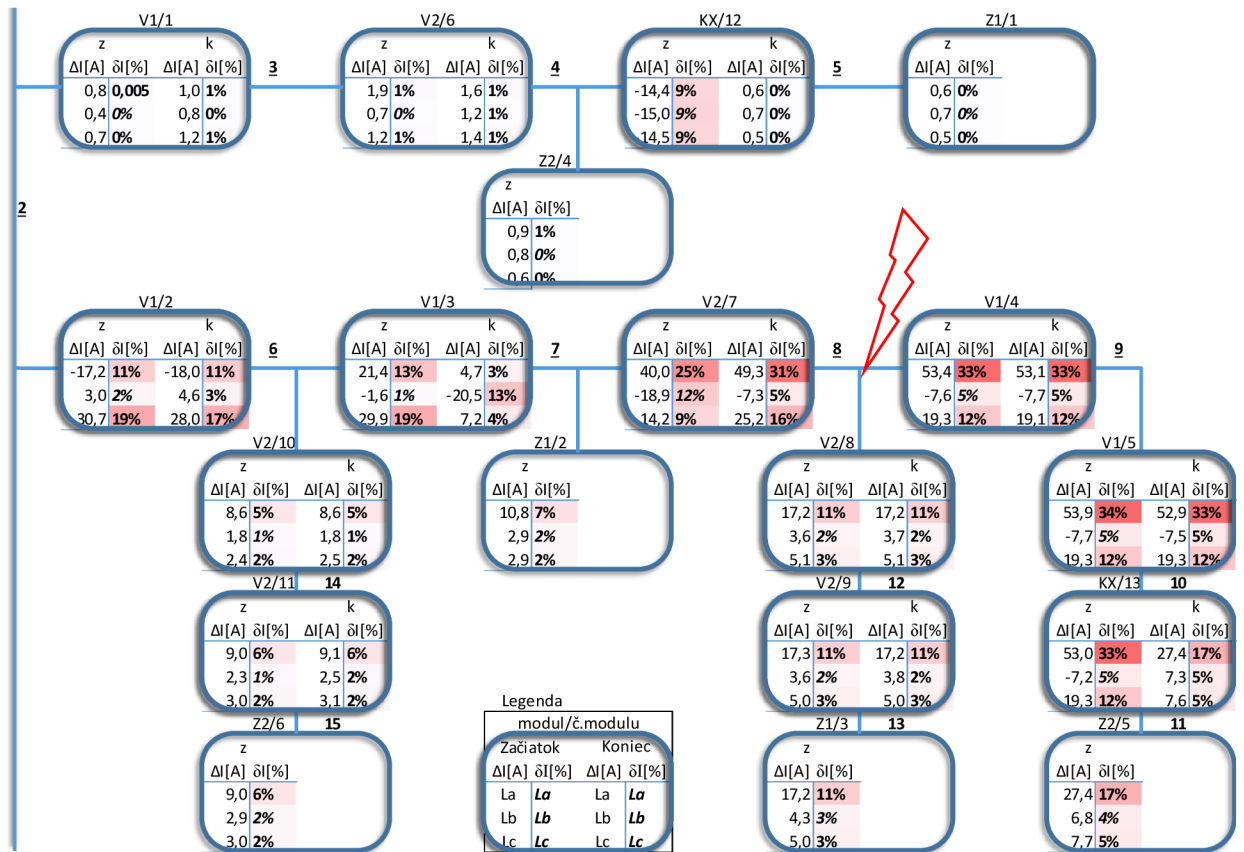 V1/1 V2/6 KX/12 Z1/1
z k z k z k z
ΔI[A] δI[%] ΔI[A] δI[%] 3 ΔI[A] δI[%] ΔI[A] δI[%] 4 ΔI[A] δI[%] ΔI[A] δI[%] 5 ΔI[A] δI[%]
0,8 0,005 1,0 1% 1,9 1% 1,6 1% -14,4 9% 0,6 0% 0,6 0%
0,4 0% 0,8 0% 0,7 0% 1,2 1% -15,0 9% 0,7 0% 0,7 0%
0,7 0% 1,2 1% 1,2 1% 1,4 1% -14,5 9% 0,5 0% 0,5 0%
Z2/4
z
2 ΔI[A] δI[%]
0,9 1%
0,8 0%
0,6 0%
V1/2 V1/3 V2/7 V1/4
z k z k z k z k
ΔI[A] δI[%] ΔI[A] δI[%] 6 ΔI[A] δI[%] ΔI[A] δI[%] 7 ΔI[A] δI[%] ΔI[A] δI[%] 8 ΔI[A] δI[%] ΔI[A] δI[%] 9
-17,2 11% -18,0 11% 21,4 13% 4,7 3% 40,0 25% 49,3 31% 53,4 33% 53,1 33%
3,0 2% 4,6 3% -1,6 1% -20,5 13% -18,9 12% -7,3 5% -7,6 5% -7,7 5%
30,7 19% 28,0 17% 29,9 19% 7,2 4% 14,2 9% 25,2 16% 19,3 12% 19,1 12%
V2/10 Z1/2 V2/8 V1/5
z k z z k z k
ΔI[A] δI[%] ΔI[A] δI[%] ΔI[A] δI[%] ΔI[A] δI[%] ΔI[A] δI[%] ΔI[A] δI[%] ΔI[A] δI[%]
8,6 5% 8,6 5% 10,8 7% 17,2 11% 17,2 11% 53,9 34% 52,9 33%
1,8 1% 1,8 1% 2,9 2% 3,6 2% 3,7 2% -7,7 5% -7,5 5%
2,4 2% 2,5 2% 2,9 2% 5,1 3% 5,1 3% 19,3 12% 19,3 12%
V2/11 14 V2/9 12 KX/13 10
z k z k z k
ΔI[A] δI[%] ΔI[A] δI[%] ΔI[A] δI[%] ΔI[A] δI[%] ΔI[A] δI[%] ΔI[A] δI[%]
9,0 6% 9,1 6% 17,3 11% 17,2 11% 53,0 33% 27,4 17%
2,3 1% 2,5 2% 3,6 2% 3,8 2% -7,2 5% 7,3 5%
3,0 2% 3,1 2% 5,0 3% 5,0 3% 19,3 12% 7,6 5%
Legenda
Z2/6 15 modul/č.modulu Z1/3 13 Z2/5 11
z Začiatok Koniec z z
ΔI[A] δI[%] ΔI[A] δI[%] ΔI[A] δI[%] ΔI[A] δI[%] ΔI[A] δI[%]
9,0 6% La La La La 17,2 11% 27,4 17%
2,9 2% Lb Lb Lb Lb 4,3 3% 6,8 4%
3,0 2% Lc Lc Lc Lc 5,0 3% 7,7 5%